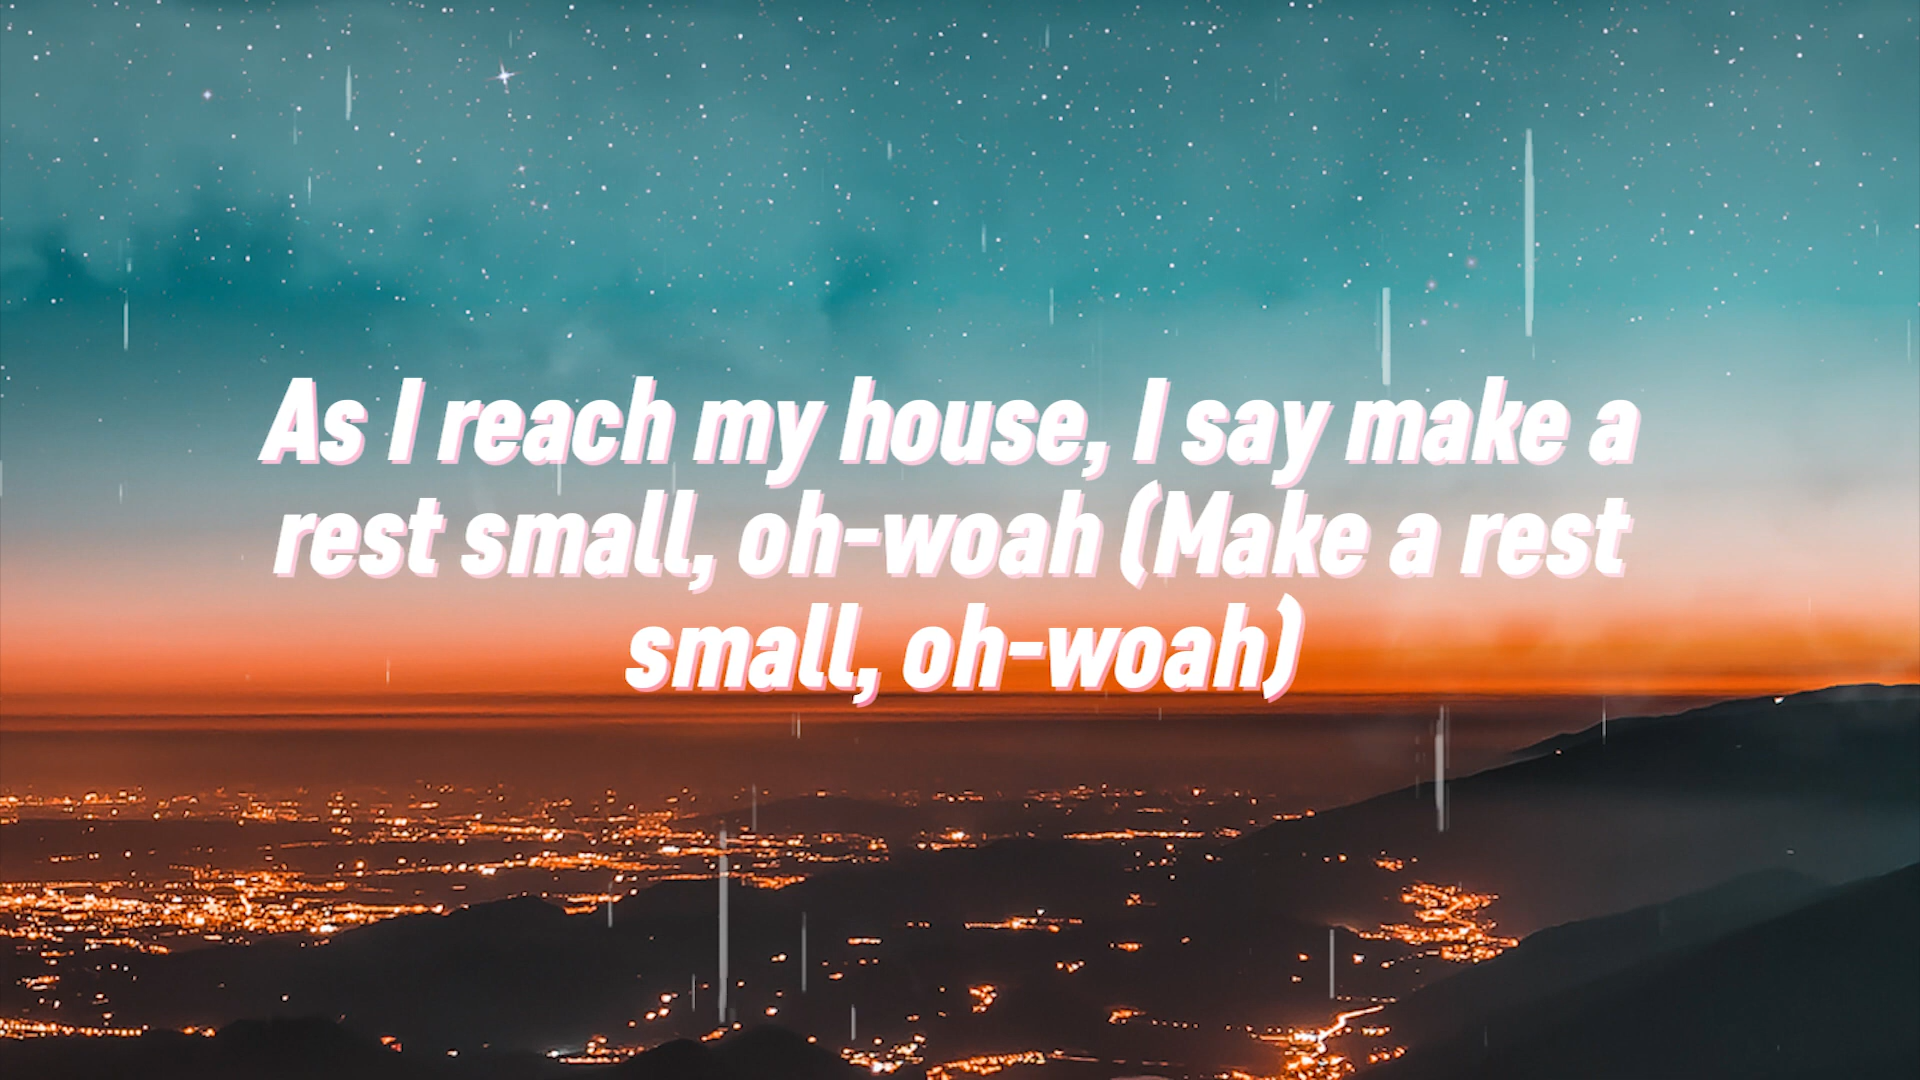 As I reach my house, I say make a
rest small, oh-woah (Make a rest
small, oh-woah)